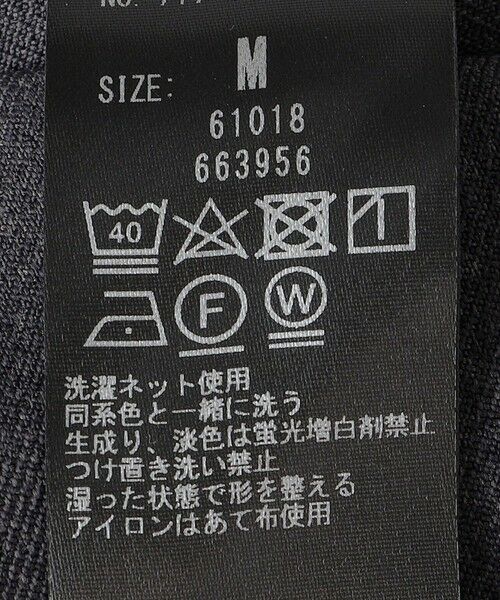 SIZE: M
61018
663956
40
F W
洗濯ネット使用
同系色と一緒に洗う
生成り、淡色は蛍光増白剤禁止
つけ置き洗い禁止
湿った状態で形を整える
アイロンはあて布使用